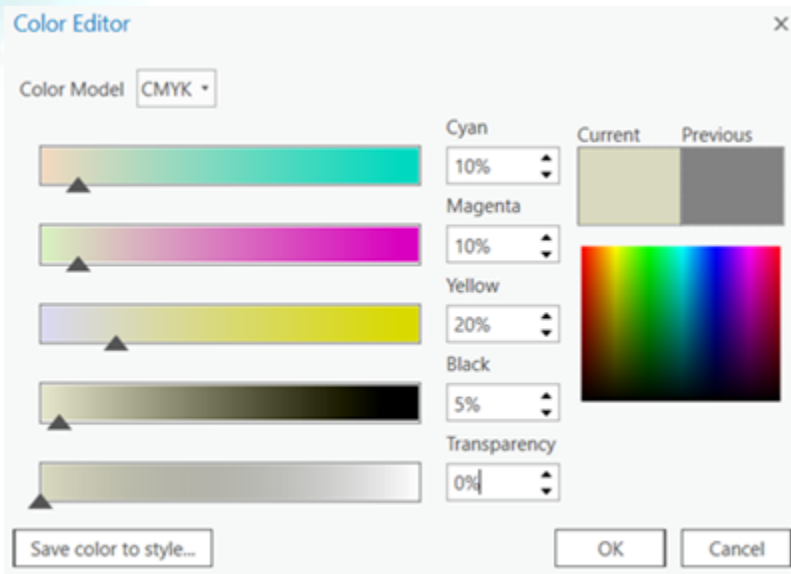 Color Editor
Color Model CMYK
Cyan
10%
Current Previous
Magenta
10%
Yellow
20%
Black
5%
Transparency
0%
Save color to style...
OK
Cancel